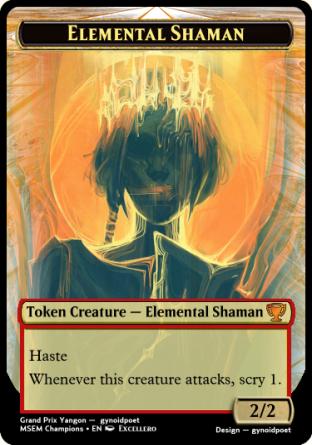 Elemental Shaman
Token Creature — Elemental Shaman
Haste
Whenever this creature attacks, scry 1.
2/2
Grand Prix Yangon — gynoidpoet
MSEM Champions • EN Excellero
Design — gynoidpoet